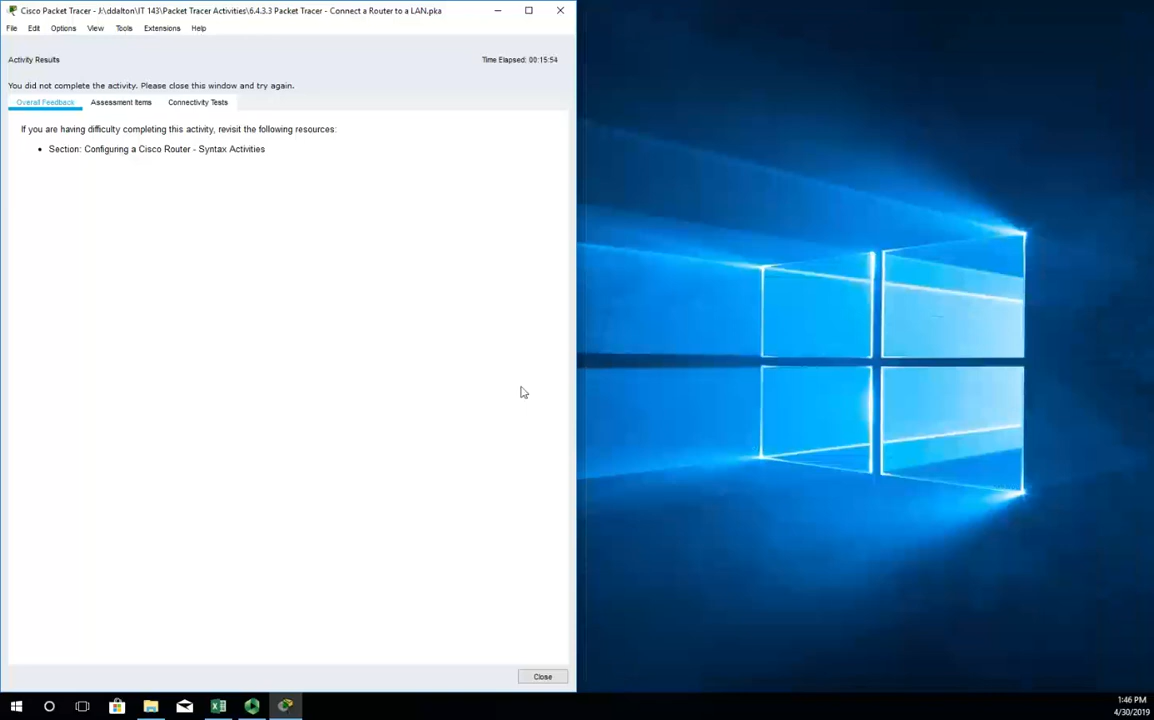 Cisco Packet Tracer - J:\ddalton\IT 143\Packet Tracer Activities\6.4.3.3 Packet Tracer - Connect a Router to a LAN.pka
File Edit Options View Tools Extensions Help
Activity Results Time Elapsed: 00:15:54
You did not complete the activity. Please close this window and try again.
Overall Feedback Assessment Items Connectivity Tests
If you are having difficulty completing this activity, revisit the following resources:
• Section: Configuring a Cisco Router - Syntax Activities
Close
1:46 PM
4/30/2019